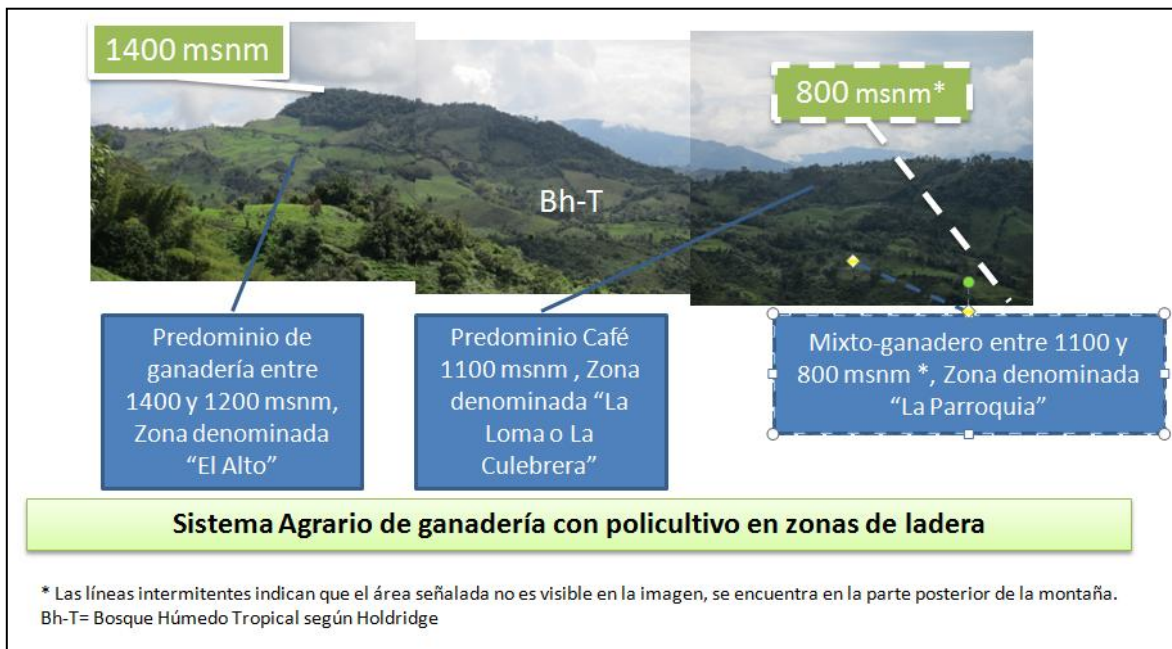 1400 msnm
800 msnm*
Bh-T
Predominio de
ganadería entre
1400 y 1200 msnm,
Zona denominada
“El Alto”
Predominio Café
1100 msnm , Zona
denominada “La
Loma o La
Culebrera”
Mixto-ganadero entre 1100 y
800 msnm *, Zona denominada
“La Parroquia”
Sistema Agrario de ganadería con policultivo en zonas de ladera
* Las líneas intermitentes indican que el área señalada no es visible en la imagen, se encuentra en la parte posterior de la montaña.
Bh-T= Bosque Húmedo Tropical según Holdridge